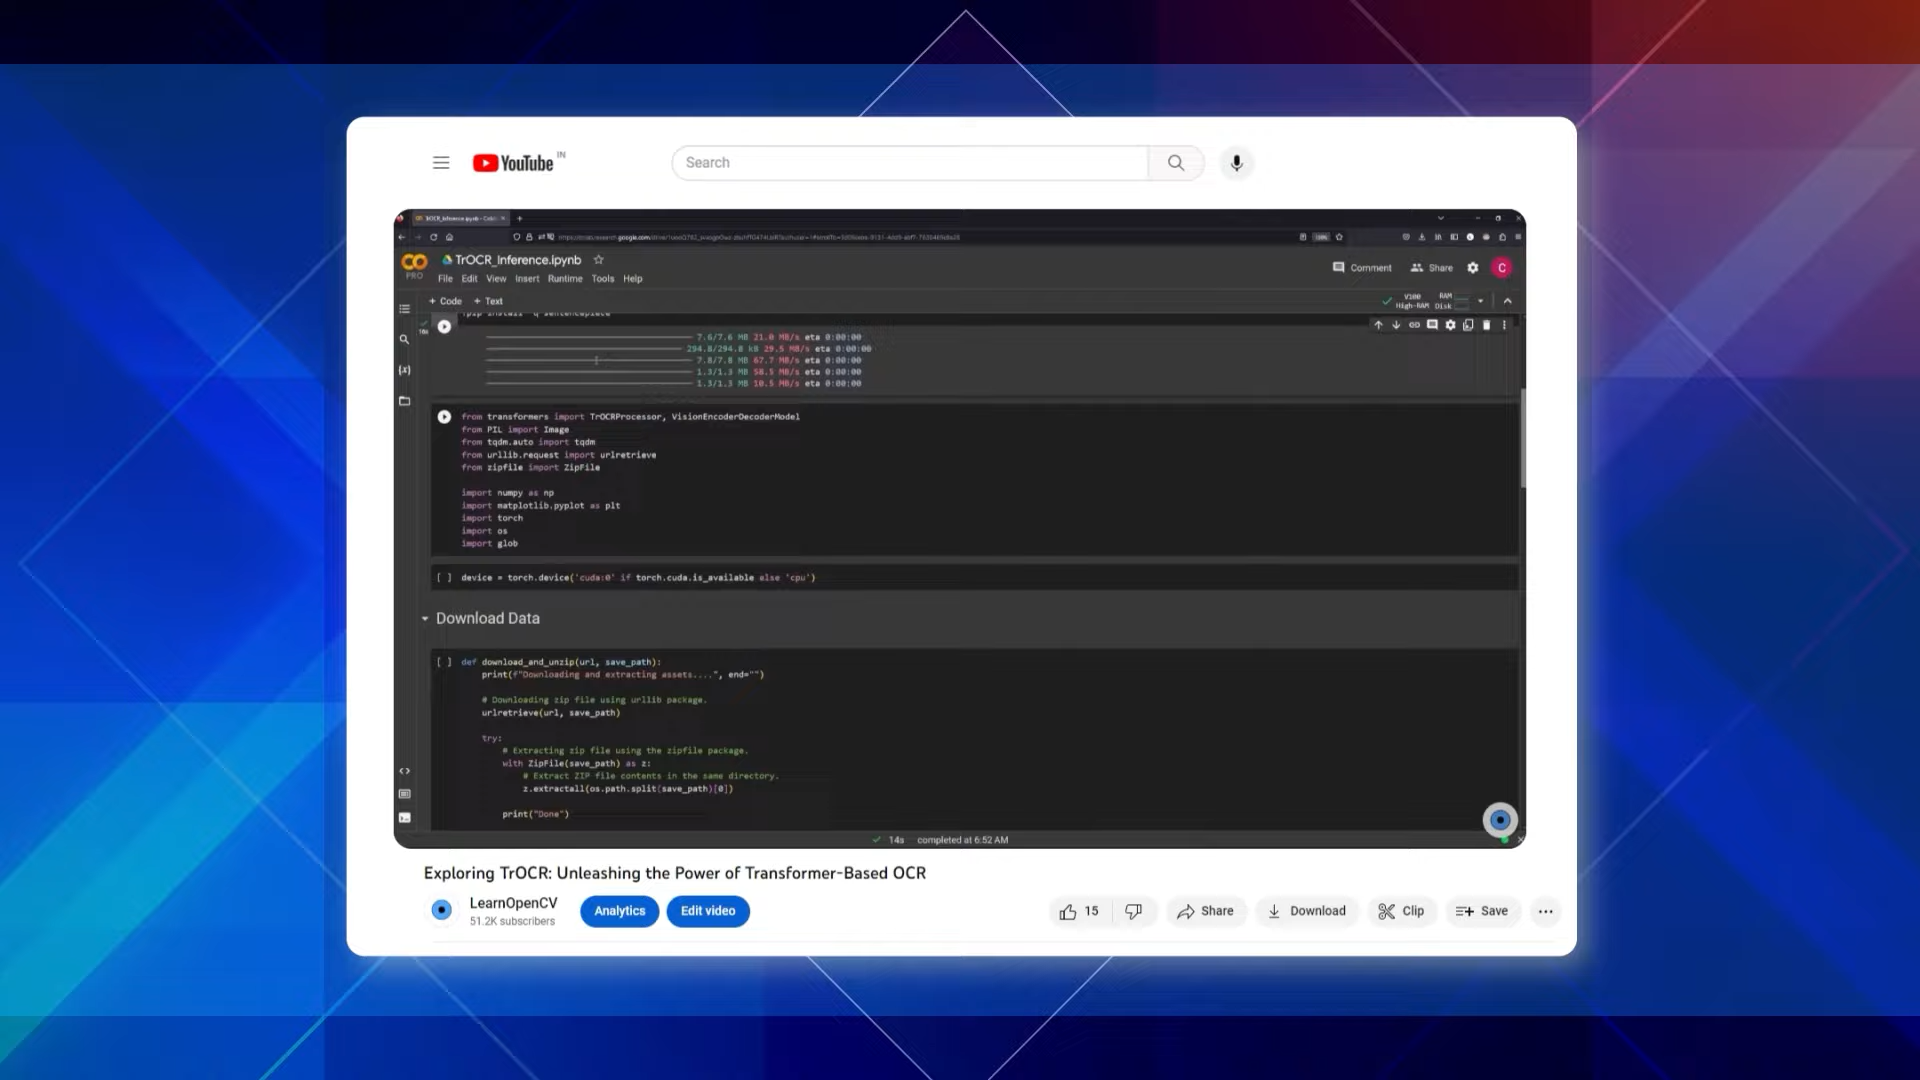 YouTube IN
Search
TrOCR_Inference.ipynb - Colab
TrOCR_Inference.ipynb
PRO
File Edit View Insert Runtime Tools Help
Comment Share C
+ Code + Text
V100 RAM
High-RAM Disk
!pip install -q sentencepiece
16s
7.6/7.6 MB 21.0 MB/s eta 0:00:00
294.8/294.8 kB 29.5 MB/s eta 0:00:00
7.8/7.8 MB 67.7 MB/s eta 0:00:00
1.3/1.3 MB 58.5 MB/s eta 0:00:00
1.3/1.3 MB 10.5 MB/s eta 0:00:00
from transformers import TrOCRProcessor, VisionEncoderDecoderModel
from PIL import Image
from tqdm.auto import tqdm
from urllib.request import urlretrieve
from zipfile import ZipFile
import numpy as np
import matplotlib.pyplot as plt
import torch
import os
import glob
[ ] device = torch.device('cuda:0' if torch.cuda.is_available else 'cpu')
Download Data
[ ] def download_and_unzip(url, save_path):
print(f"Downloading and extracting assets....", end="")
# Downloading zip file using urllib package.
urlretrieve(url, save_path)
try:
# Extracting zip file using the zipfile package.
with ZipFile(save_path) as z:
# Extract ZIP file contents in the same directory.
z.extractall(os.path.split(save_path)[0])
print("Done")
14s completed at 6:52 AM
Exploring TrOCR: Unleashing the Power of Transformer-Based OCR
LearnOpenCV
51.2K subscribers
Analytics Edit video
15 Share Download Clip Save